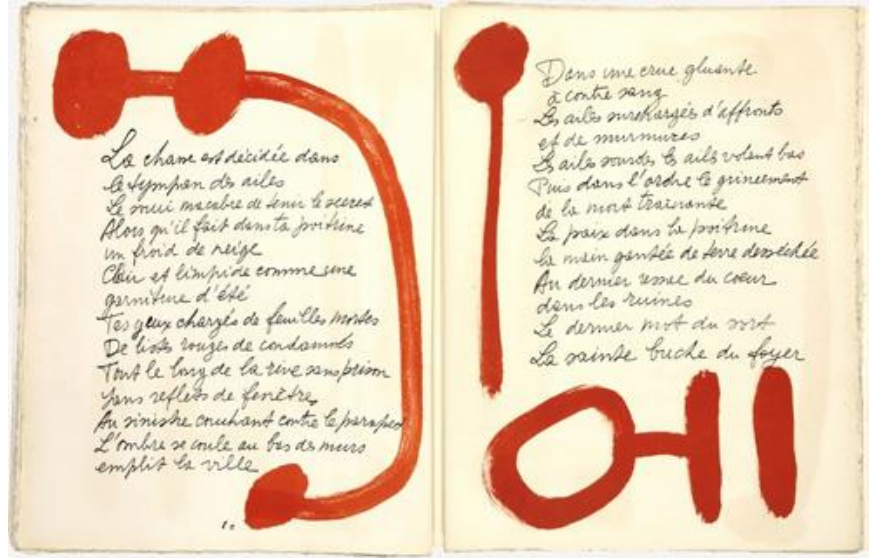 La chance est décidée dans
le tympan des ailes
Le souci macabre de tenir le secret
Alors qu'il fait dans ta poitrine
un froid de neige
Clair et limpide comme une
garniture d'été
Tes yeux chargés de feuilles mortes
De listes rouges de condamnés
Tout le long de la rive sans prison
sans reflets de fenêtre
Au sinistre couchant contre le parapet
L'ombre se coule au bas des murs
emplit la ville
Dans une crue gluante
à contre sang
Les ailes surchargées d'affronts
et de murmures
Les ailes sourdes les ailes volant bas
Puis dans l'ordre le grincement
de la mort traînante
La paix dans la poitrine
la main gantée de terre desséchée
Au dernier ressac du cœur
dans les ruines
Le dernier mot du sort
La sainte buche du foyer